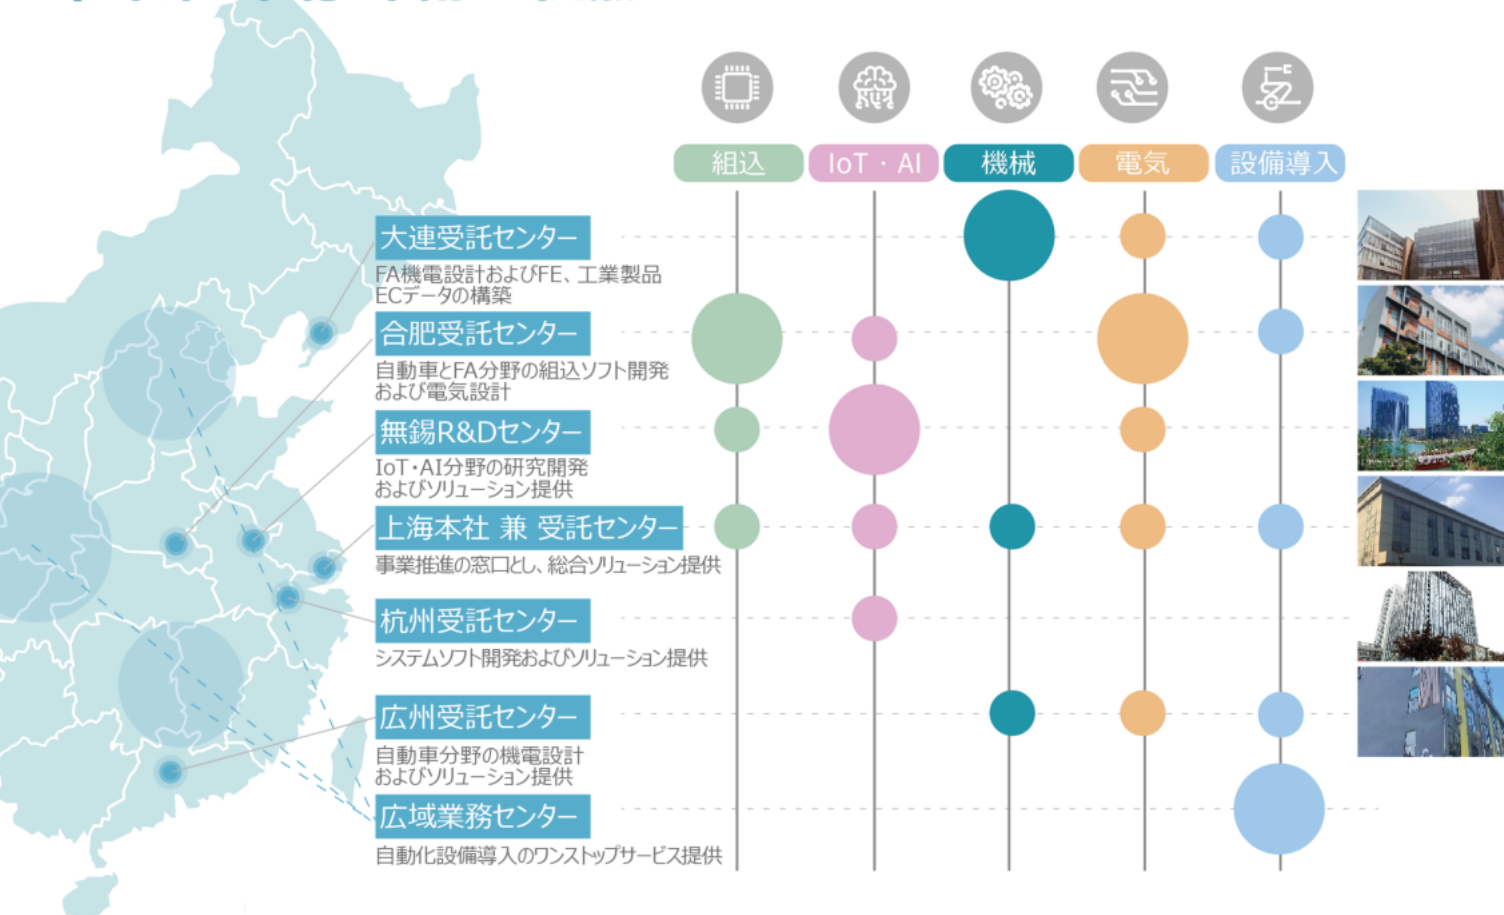 組込
IoT・AI
機械
電気
設備導入
大連受託センター
FA機電設計およびFE、工業製品
ECデータの構築
合肥受託センター
自動車とFA分野の組込ソフト開発
および電気設計
無錫R&Dセンター
IoT・AI分野の研究開発
およびソリューション提供
上海本社 兼 受託センター
事業推進の窓口とし、総合ソリューション提供
杭州受託センター
システムソフト開発およびソリューション提供
広州受託センター
自動車分野の機電設計
およびソリューション提供
広域業務センター
自動化設備導入のワンストップサービス提供